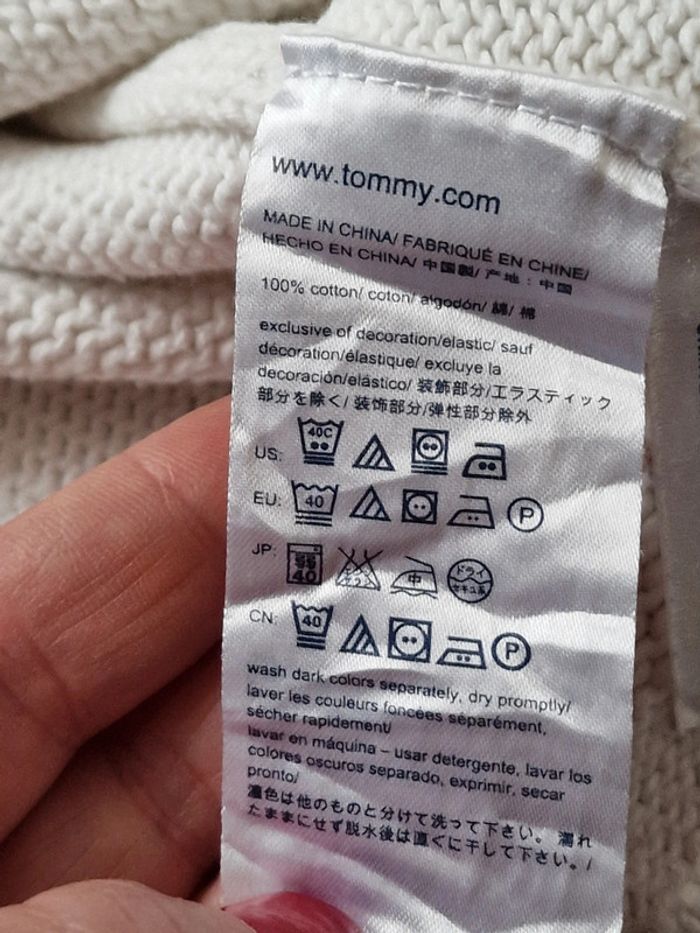 www.tommy.com
MADE IN CHINA/ FABRIQUÉ EN CHINE/
HECHO EN CHINA/ 中国製/ 产地：中国
100% cotton/ coton/ algodón/ 綿/ 棉
exclusive of decoration/elastic/ sauf
décoration/élastique/ excluye la
decoración/elástico/ 装飾部分/エラスティック
部分を除く/ 装饰部分/弹性部分除外
US: 40C
EU: 40 P
JP: 40 中 ドライ セキユ系
CN: 40 P
wash dark colors separately, dry promptly/
laver les couleurs foncées séparément,
sécher rapidement/
lavar en máquina – usar detergente, lavar los
colores oscuros separado, exprimir, secar
pronto/
濃色は他のものと分けて洗って下さい。濡れ
たままにせず脱水後は直ぐに干して下さい。/